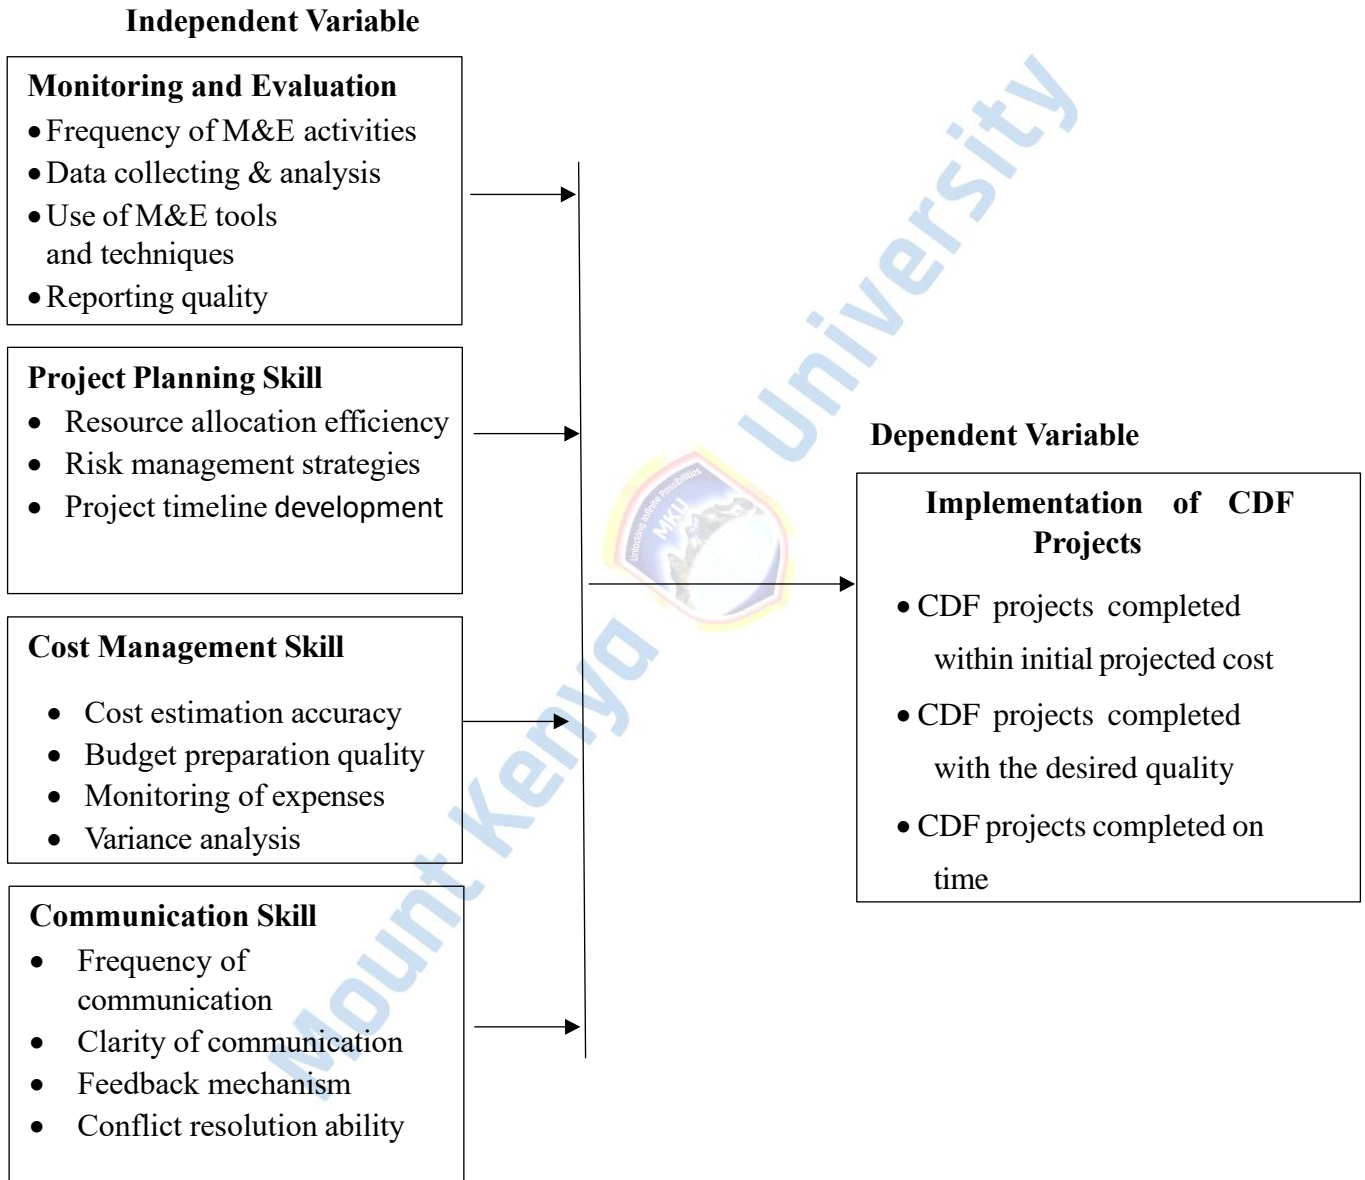 Independent Variable
Monitoring and Evaluation
• Frequency of M&E activities
• Data collecting & analysis
• Use of M&E tools
and techniques
• Reporting quality
Project Planning Skill
• Resource allocation efficiency
• Risk management strategies
• Project timeline development
Cost Management Skill
• Cost estimation accuracy
• Budget preparation quality
• Monitoring of expenses
• Variance analysis
Communication Skill
• Frequency of
communication
• Clarity of communication
• Feedback mechanism
• Conflict resolution ability
Dependent Variable
Implementation of CDF
Projects
• CDF projects completed
within initial projected cost
• CDF projects completed
with the desired quality
• CDF projects completed on
time
Mount Kenya University
Unlocking Infinite Possibilities
MKU